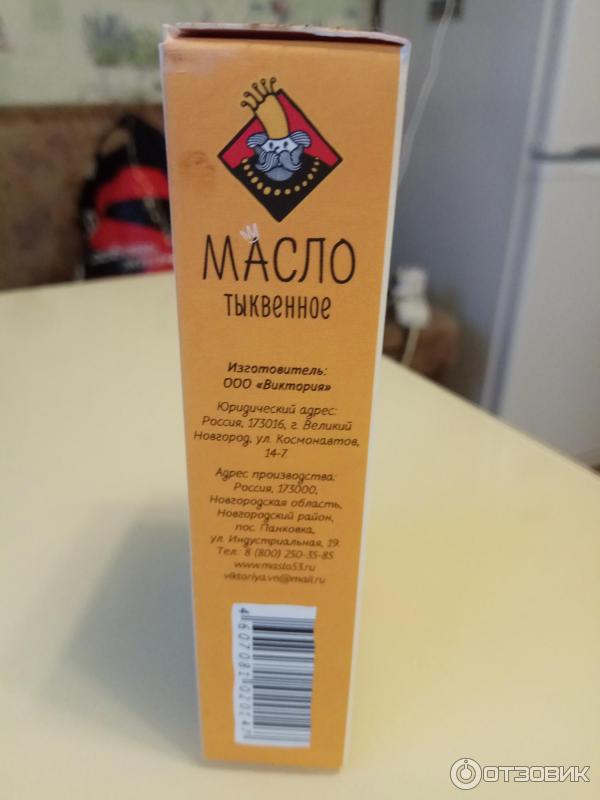 МАСЛО
ТЫКВЕННОЕ
Изготовитель:
ООО «Виктория»
Юридический адрес:
Россия, 173016, г. Великий
Новгород, ул. Космонавтов,
14-7
Адрес производства:
Россия, 173000,
Новгородская область,
Новгородский район,
пос. Панковка,
ул. Индустриальная, 19.
Тел.: 8 (800) 250-35-85
www.maslo53.ru
viktoriya.vn@mail.ru
ОТЗОВИК